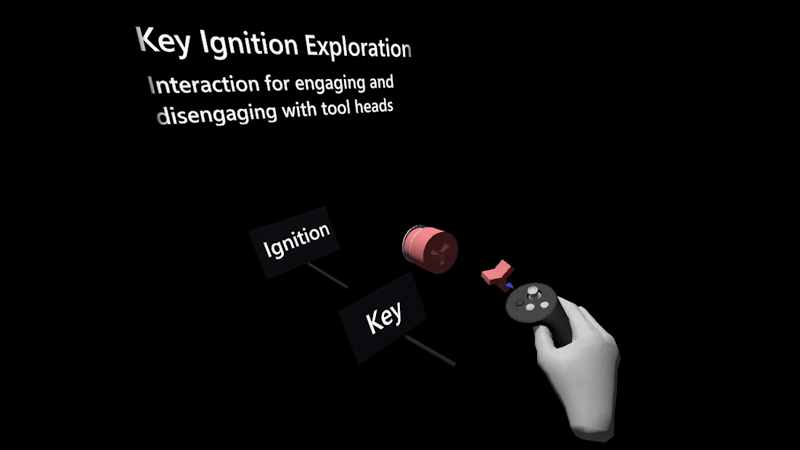 Key Ignition Exploration
Interaction for engaging and
disengaging with tool heads
Ignition
Key